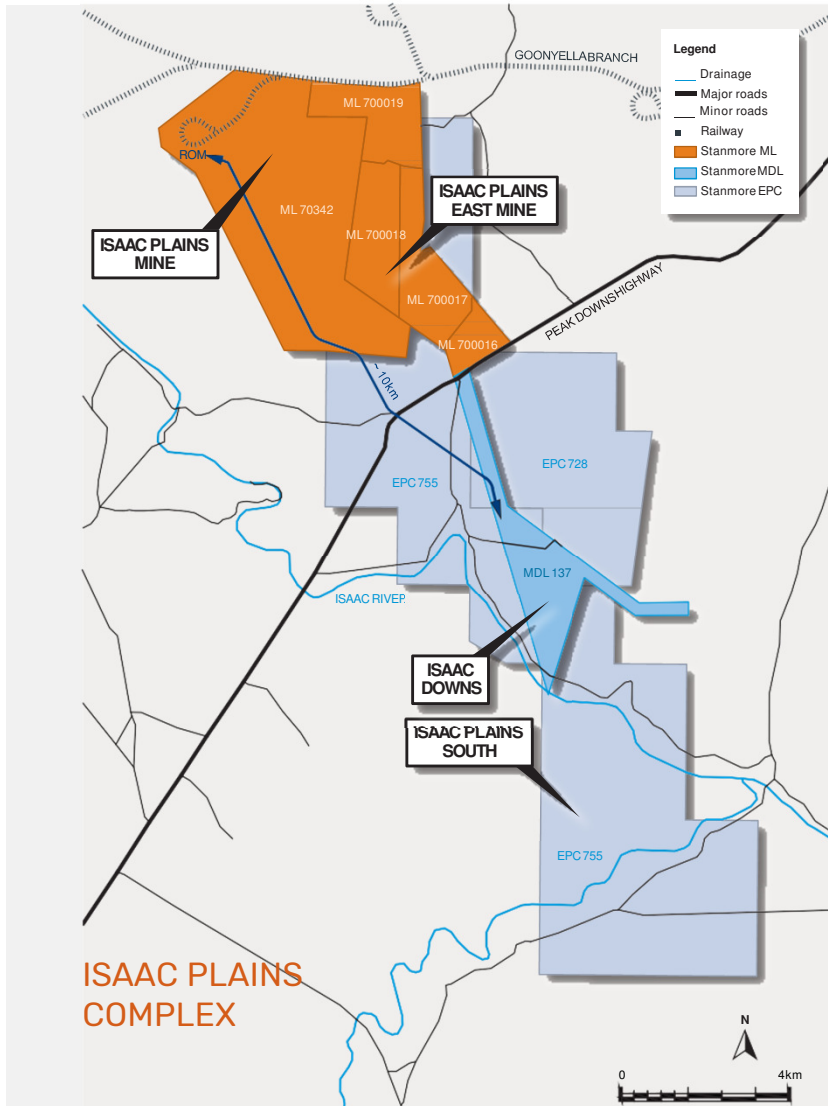 GOONYELLA BRANCH
Legend
Drainage
Major roads
Minor roads
Railway
Stanmore ML
Stanmore MDL
Stanmore EPC
ML 700019
ROM
ISAAC PLAINS
EAST MINE
ML 70342
ML 700018
ISAAC PLAINS
MINE
PEAK DOWNS HIGHWAY
ML 700017
ML 700016
~ 10km
EPC 728
EPC 755
MDL 137
ISAAC RIVER
ISAAC
DOWNS
ISAAC PLAINS
SOUTH
EPC 755
ISAAC PLAINS
COMPLEX
N
0 4km